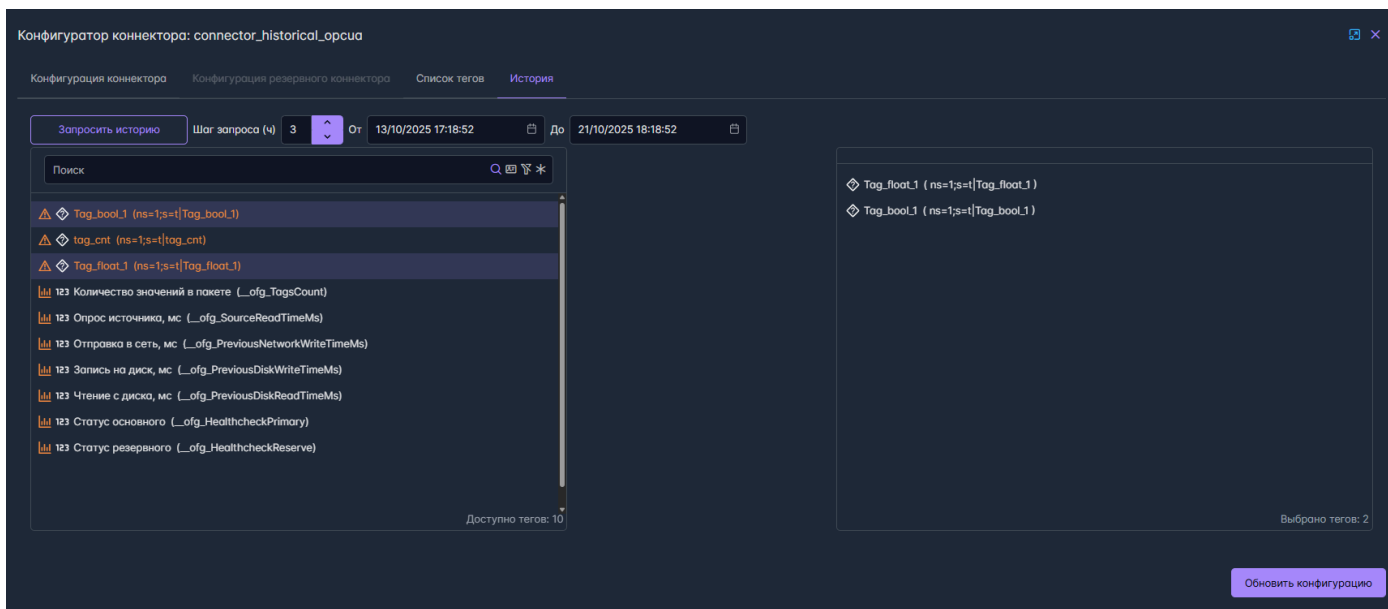 Конфигуратор коннектора: connector_historical_opcua
Конфигурация коннектора Конфигурация резервного коннектора Список тегов История
Запросить историю Шаг запроса (ч) 3 От 13/10/2025 17:18:52 До 21/10/2025 18:18:52
Поиск
Tag_bool_1 (ns=1;s=t|Tag_bool_1)
tag_cnt (ns=1;s=t|tag_cnt)
Tag_float_1 (ns=1;s=t|Tag_float_1)
123 Количество значений в пакете (__ofg_TagsCount)
123 Опрос источника, мс (__ofg_SourceReadTimeMs)
123 Отправка в сеть, мс (__ofg_PreviousNetworkWriteTimeMs)
123 Запись на диск, мс (__ofg_PreviousDiskWriteTimeMs)
123 Чтение с диска, мс (__ofg_PreviousDiskReadTimeMs)
123 Статус основного (__ofg_HealthcheckPrimary)
123 Статус резервного (__ofg_HealthcheckReserve)
Доступно тегов: 10
Tag_float_1 ( ns=1;s=t|Tag_float_1 )
Tag_bool_1 ( ns=1;s=t|Tag_bool_1 )
Выбрано тегов: 2
Обновить конфигурацию